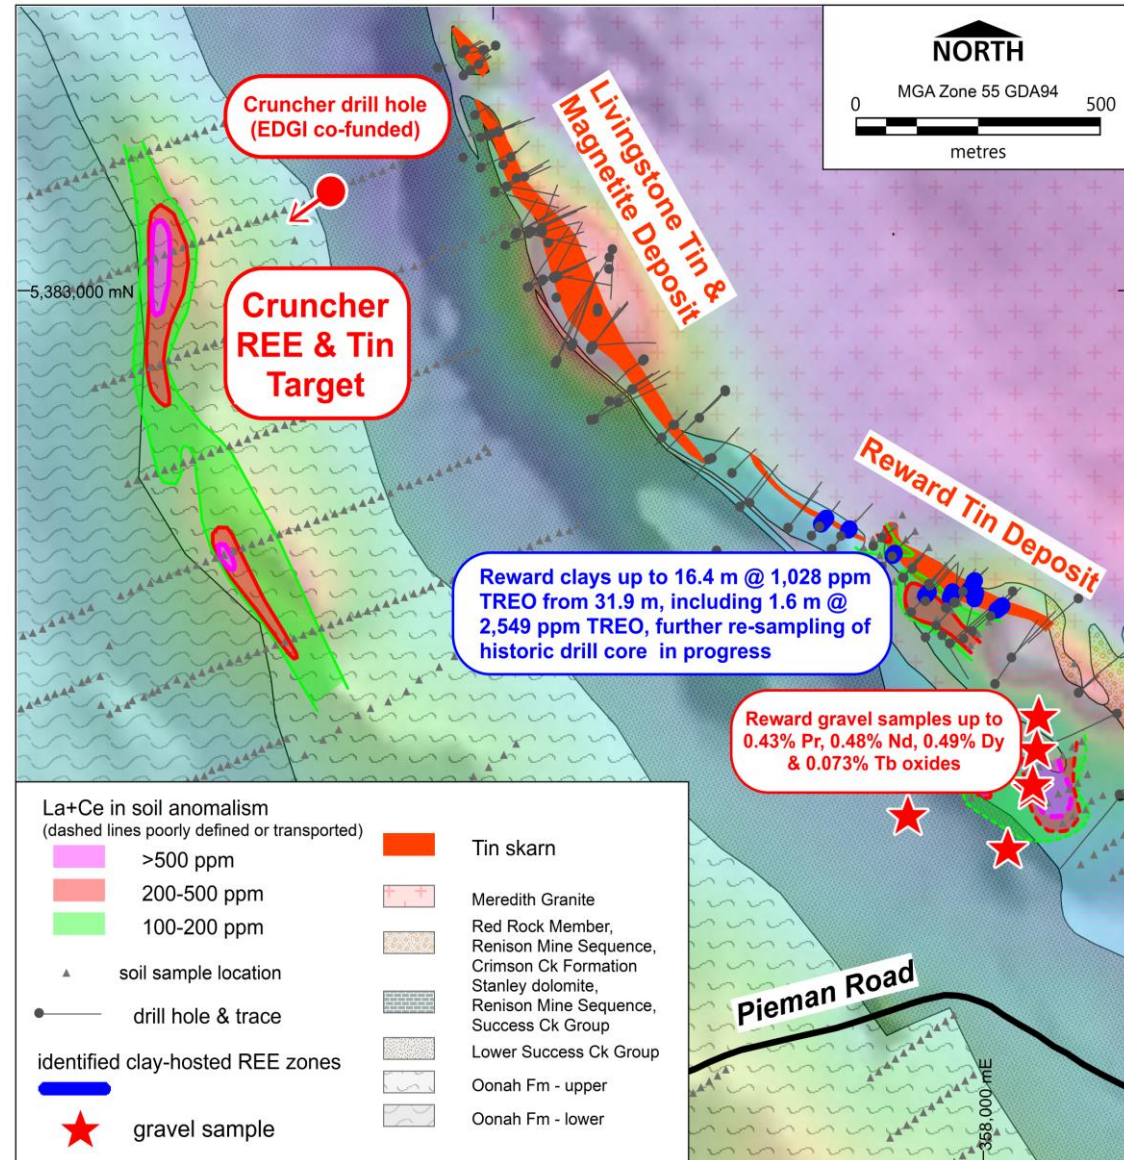 NORTH
MGA Zone 55 GDA94
0 500
metres
Cruncher drill hole
(EDGI co-funded)
Livingstone Tin &
Magnetite Deposit
5,383,000 mN
Cruncher
REE & Tin
Target
Reward Tin Deposit
Reward clays up to 16.4 m @ 1,028 ppm
TREO from 31.9 m, including 1.6 m @
2,549 ppm TREO, further re-sampling of
historic drill core in progress
Reward gravel samples up to
0.43% Pr, 0.48% Nd, 0.49% Dy
& 0.073% Tb oxides
Pieman Road
358,000 mE
La+Ce in soil anomalism
(dashed lines poorly defined or transported)
>500 ppm
200-500 ppm
100-200 ppm
soil sample location
drill hole & trace
identified clay-hosted REE zones
gravel sample
Tin skarn
Meredith Granite
Red Rock Member,
Renison Mine Sequence,
Crimson Ck Formation
Stanley dolomite,
Renison Mine Sequence,
Success Ck Group
Lower Success Ck Group
Oonah Fm - upper
Oonah Fm - lower